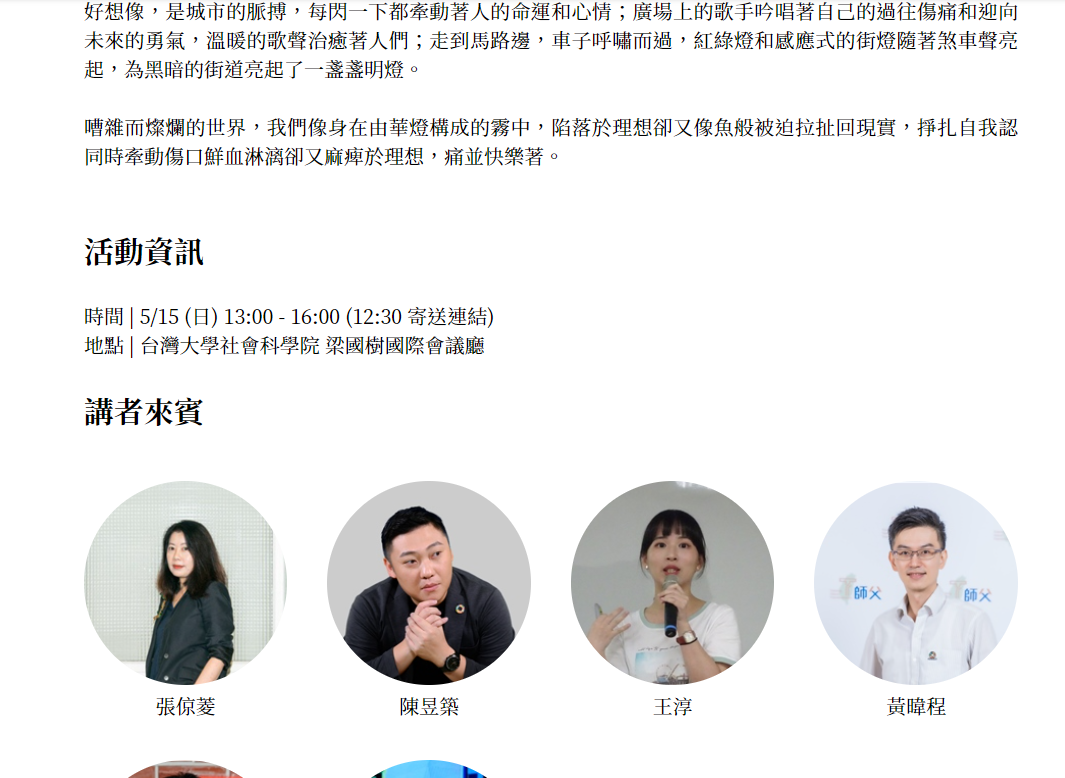 好想像，是城市的脈搏，每閃一下都牽動著人的命運和心情；廣場上的歌手吟唱著自己的過往傷痛和迎向
未來的勇氣，溫暖的歌聲治癒著人們；走到馬路邊，車子呼嘯而過，紅綠燈和感應式的街燈隨著煞車聲亮
起，為黑暗的街道亮起了一盞盞明燈。
嘈雜而燦爛的世界，我們像身在由華燈構成的霧中，陷落於理想卻又像魚般被迫拉扯回現實，掙扎自我認
同時牽動傷口鮮血淋漓卻又麻痺於理想，痛並快樂著。
活動資訊
時間 | 5/15 (日) 13:00 - 16:00 (12:30 寄送連結)
地點 | 台灣大學社會科學院 梁國樹國際會議廳
講者來賓
師父 師父
張倞菱 陳昱築 王淳 黃暐程